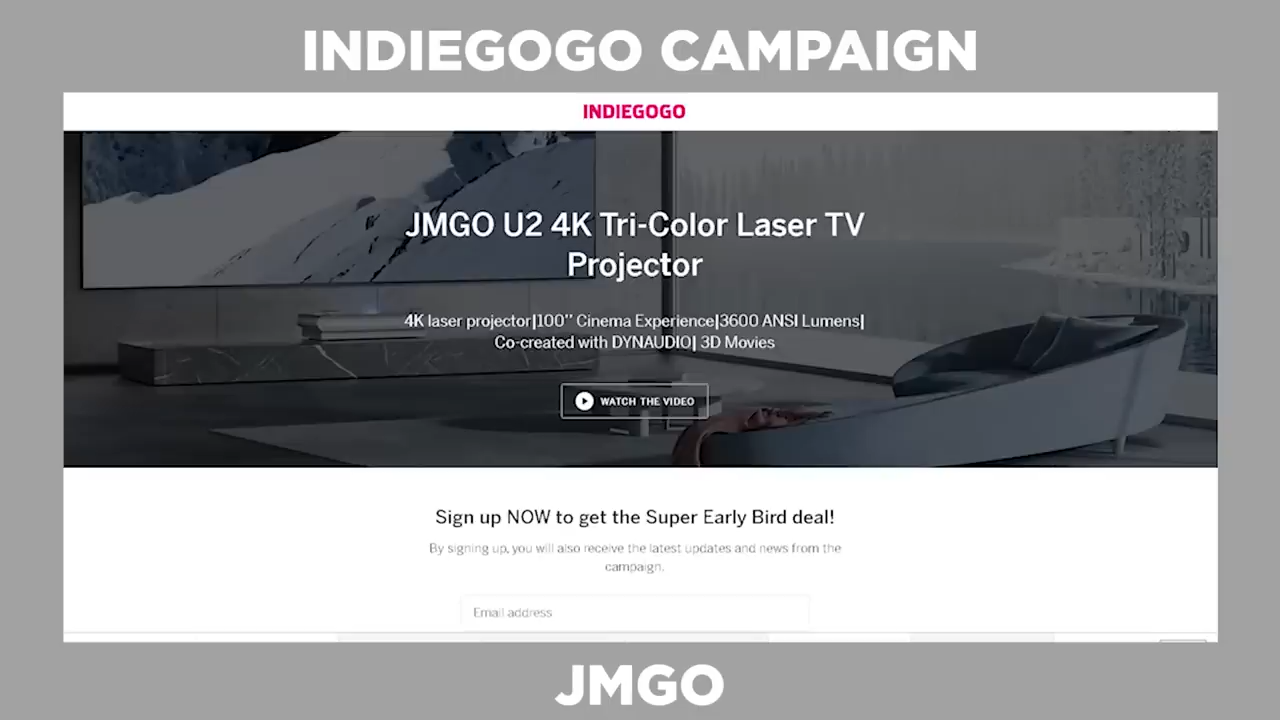 INDIEGOGO CAMPAIGN
INDIEGOGO
JMGO U2 4K Tri-Color Laser TV
Projector
4K laser projector|100'' Cinema Experience|3600 ANSI Lumens|
Co-created with DYNAUDIO| 3D Movies
WATCH THE VIDEO
Sign up NOW to get the Super Early Bird deal!
By signing up, you will also receive the latest updates and news from the
campaign.
Email address
JMGO